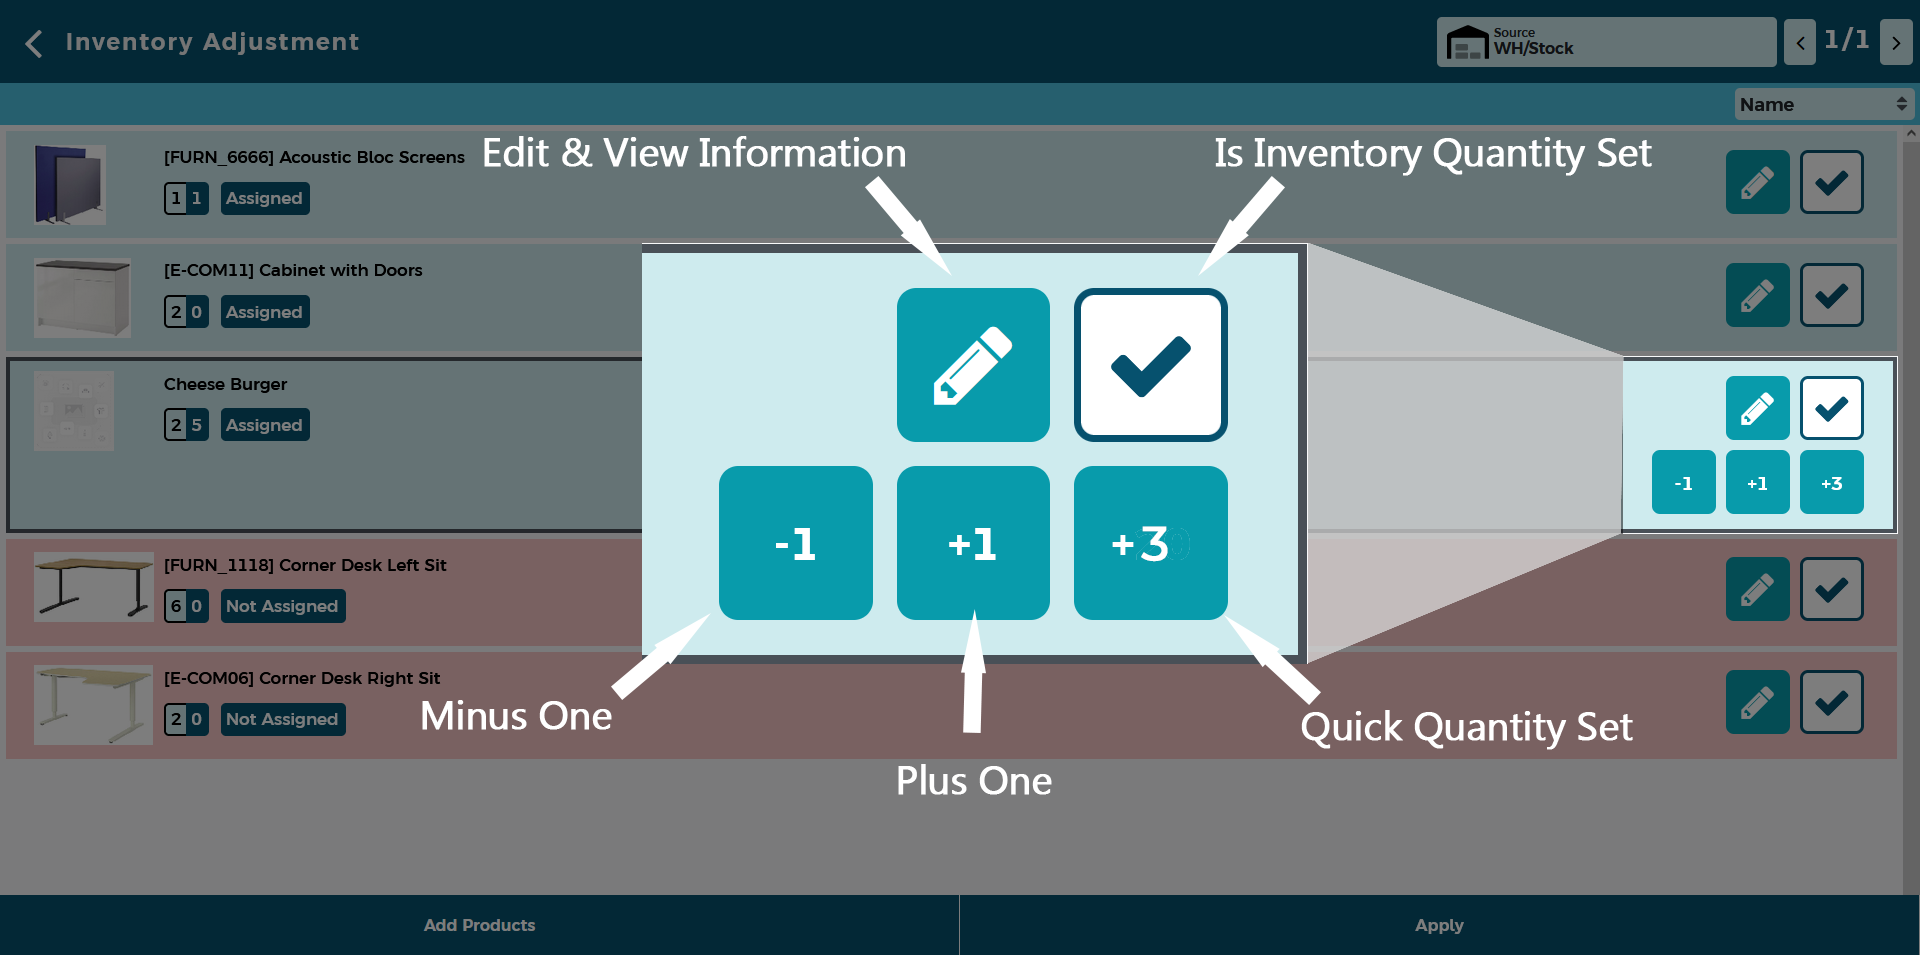 Inventory Adjustment
Source
WH/Stock
1/1
Name
[FURN_6666] Acoustic Bloc Screens
1 1 Assigned
Edit & View Information
Is Inventory Quantity Set
[E-COM11] Cabinet with Doors
2 0 Assigned
Cheese Burger
2 5 Assigned
-1 +1 +3
-1 +1 +3
[FURN_1118] Corner Desk Left Sit
6 0 Not Assigned
[E-COM06] Corner Desk Right Sit
2 0 Not Assigned
Minus One
Quick Quantity Set
Plus One
Add Products
Apply